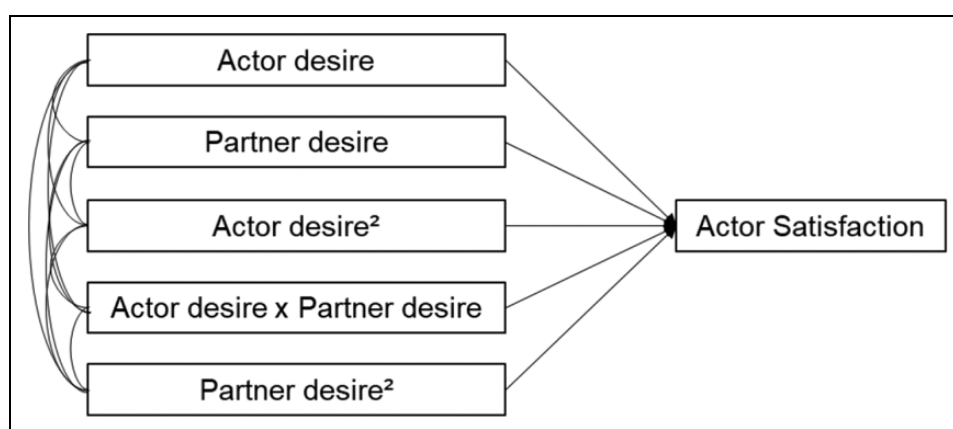 Actor desire
Partner desire
Actor desire²
Actor Satisfaction
Actor desire x Partner desire
Partner desire²